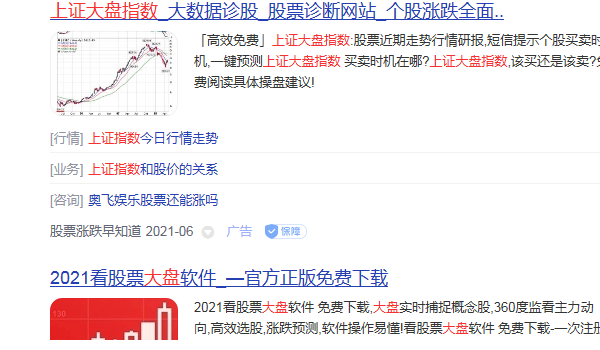 上证大盘指数_大数据诊股_股票诊断网站_个股涨跌全面..
「高效免费」上证大盘指数:股票近期走势行情研报,短信提示个股买卖时
机,一键预测上证大盘指数 买卖时机在哪?上证大盘指数,该买还是该卖?免
费阅读具体操盘建议!
[行情] 上证指数今日行情走势
[业务] 上证指数和股价的关系
[咨询] 奥飞娱乐股票还能涨吗
股票涨跌早知道 2021-06 广告 保障
2021看股票大盘软件_—官方正版免费下载
2021看股票大盘软件 免费下载,大盘实时捕捉概念股,360度监看主力动
向,高效选股,涨跌预测,软件操作易懂!看股票大盘软件 免费下载-一次注册
130